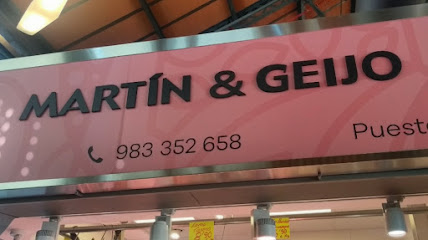 MARTÍN & GEIJO
983 352 658
Puesto